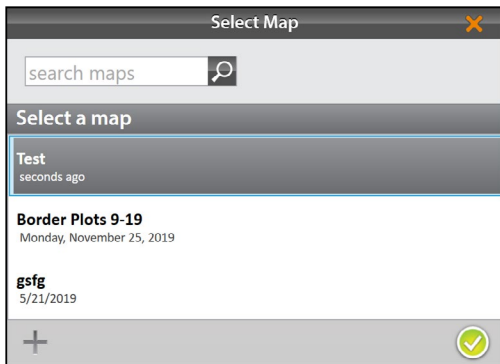 Select Map
search maps
Select a map
Test
seconds ago
Border Plots 9-19
Monday, November 25, 2019
gsfg
5/21/2019